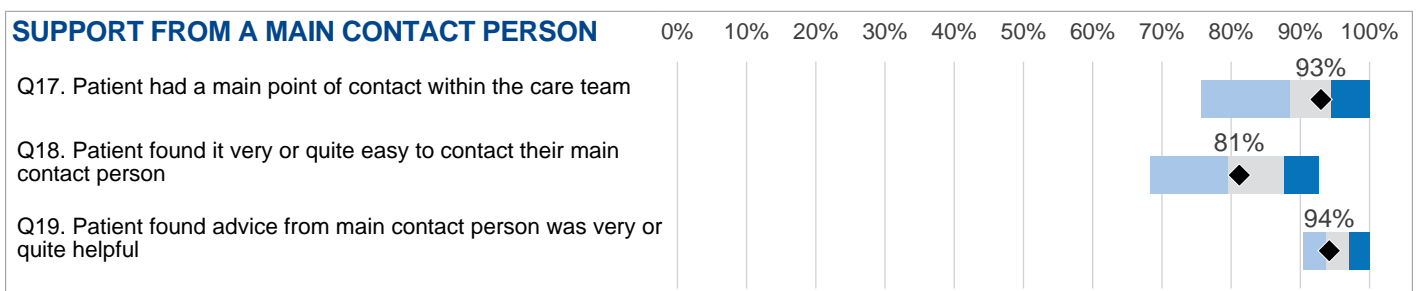 SUPPORT FROM A MAIN CONTACT PERSON 0% 10% 20% 30% 40% 50% 60% 70% 80% 90% 100%
93%
Q17. Patient had a main point of contact within the care team
81%
Q18. Patient found it very or quite easy to contact their main
contact person
94%
Q19. Patient found advice from main contact person was very or
quite helpful